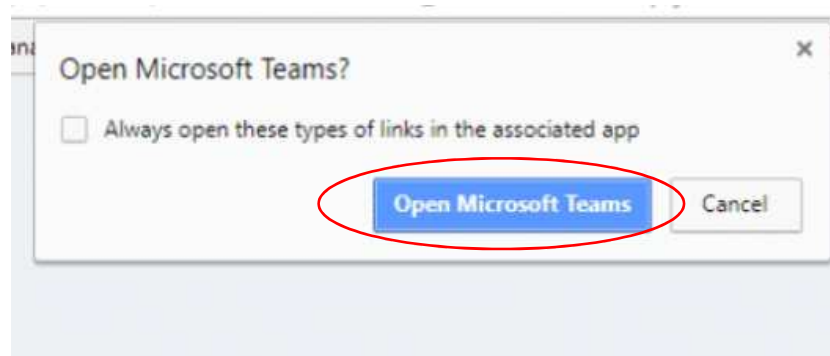 Open Microsoft Teams?
Always open these types of links in the associated app
Open Microsoft Teams
Cancel